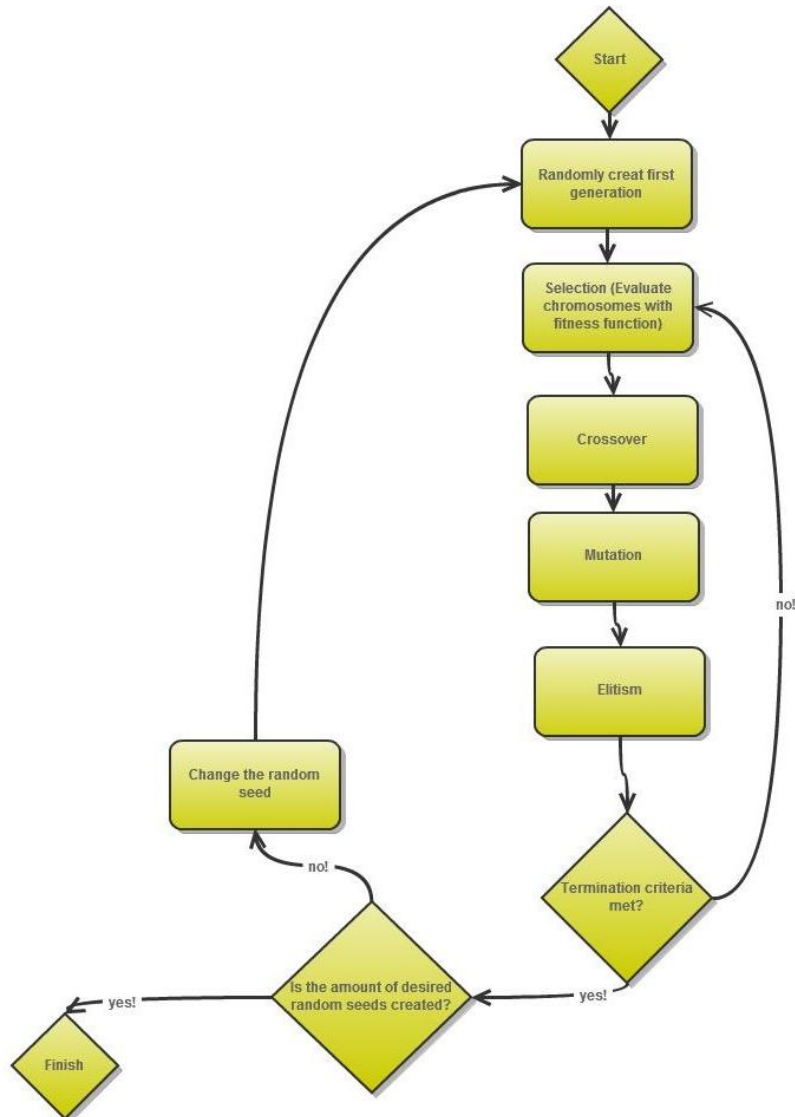 Start
Randomly creat first
generation
Selection (Evaluate
chromosomes with
fitness function)
Crossover
Mutation
no!
Elitism
Change the random
seed
no!
Termination criteria
met?
Is the amount of desired
random seeds created?
yes!
yes!
Finish